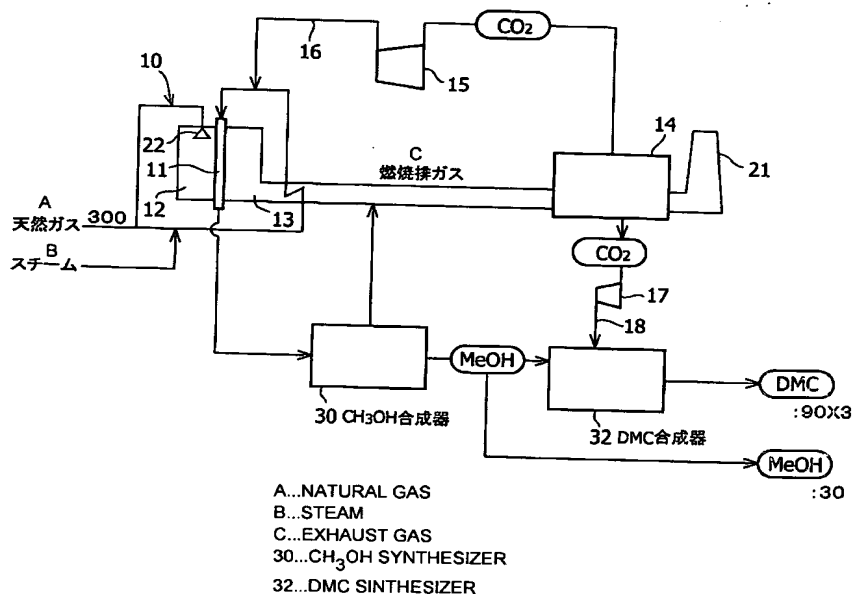 CO₂
16
15
10
14
22
C
燃焼排ガス
21
11
A
12
13
天然ガス 300
B
スチーム
CO₂
17
18
MeOH
DMC
:90X3
30 CH₃OH合成器
32 DMC合成器
MeOH
:30
A...NATURAL GAS
B...STEAM
C...EXHAUST GAS
30...CH₃OH SYNTHESIZER
32...DMC SINTHESIZER